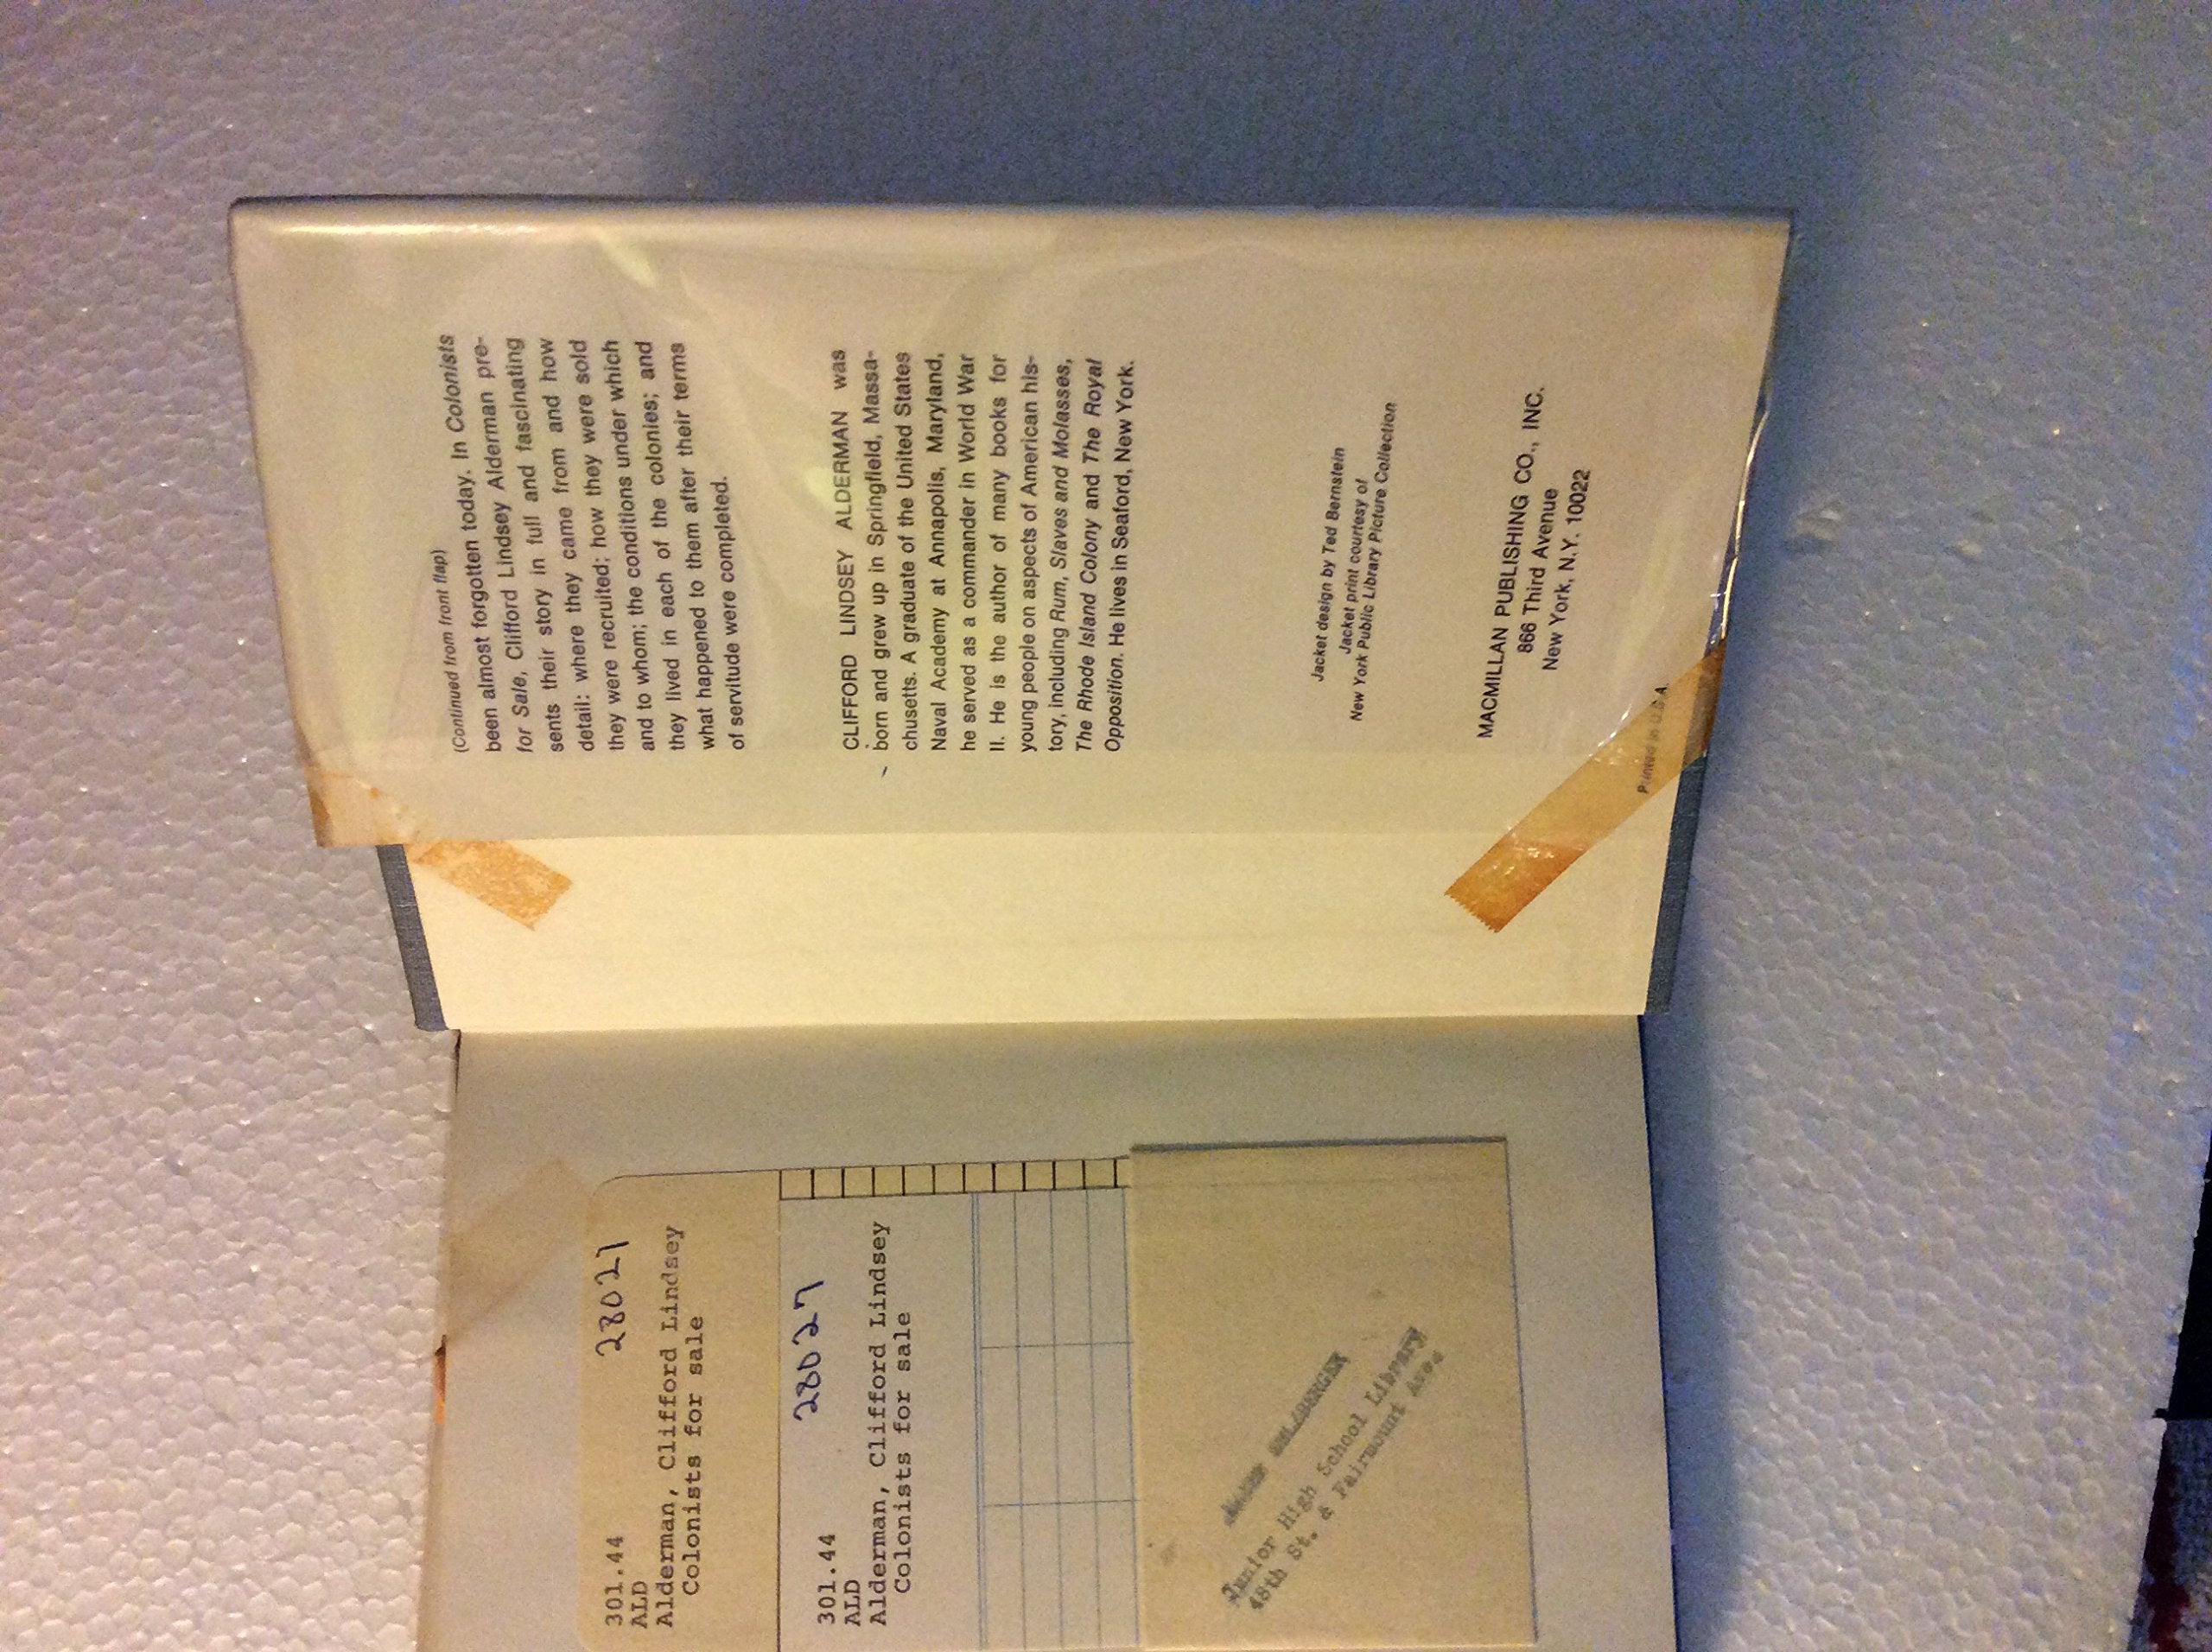 (Continued from front flap)
been almost forgotten today. In Colonists
for Sale, Clifford Lindsey Alderman pre-
sents their story in full and fascinating
detail: where they came from and how
they were recruited; how they were sold
and to whom; the conditions under which
they lived in each of the colonies; and
what happened to them after their terms
of servitude were completed.
CLIFFORD LINDSEY ALDERMAN was
born and grew up in Springfield, Massa-
chusetts. A graduate of the United States
Naval Academy at Annapolis, Maryland,
he served as a commander in World War
II. He is the author of many books for
young people on aspects of American his-
tory, including Rum, Slaves and Molasses,
The Rhode Island Colony and The Royal
Opposition. He lives in Seaford, New York.
Jacket design by Ted Bernstein
Jacket print courtesy of
New York Public Library Picture Collection
MACMILLAN PUBLISHING CO., INC.
866 Third Avenue
New York, N.Y. 10022
Printed in U.S.A.
301.44 28027
ALD
Alderman, Clifford Lindsey
Colonists for sale
301.44 28027
ALD
Alderman, Clifford Lindsey
Colonists for sale
Junior High School Library
48th St. & Fairmount Ave.